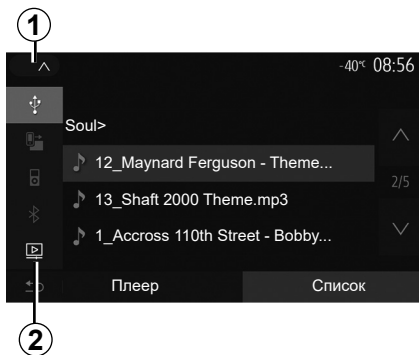 1
-40°C 08:56
Soul>
12_Maynard Ferguson - Theme...
13_Shaft 2000 Theme.mp3
2/5
1_Accross 110th Street - Bobby...
Плеер Список
2